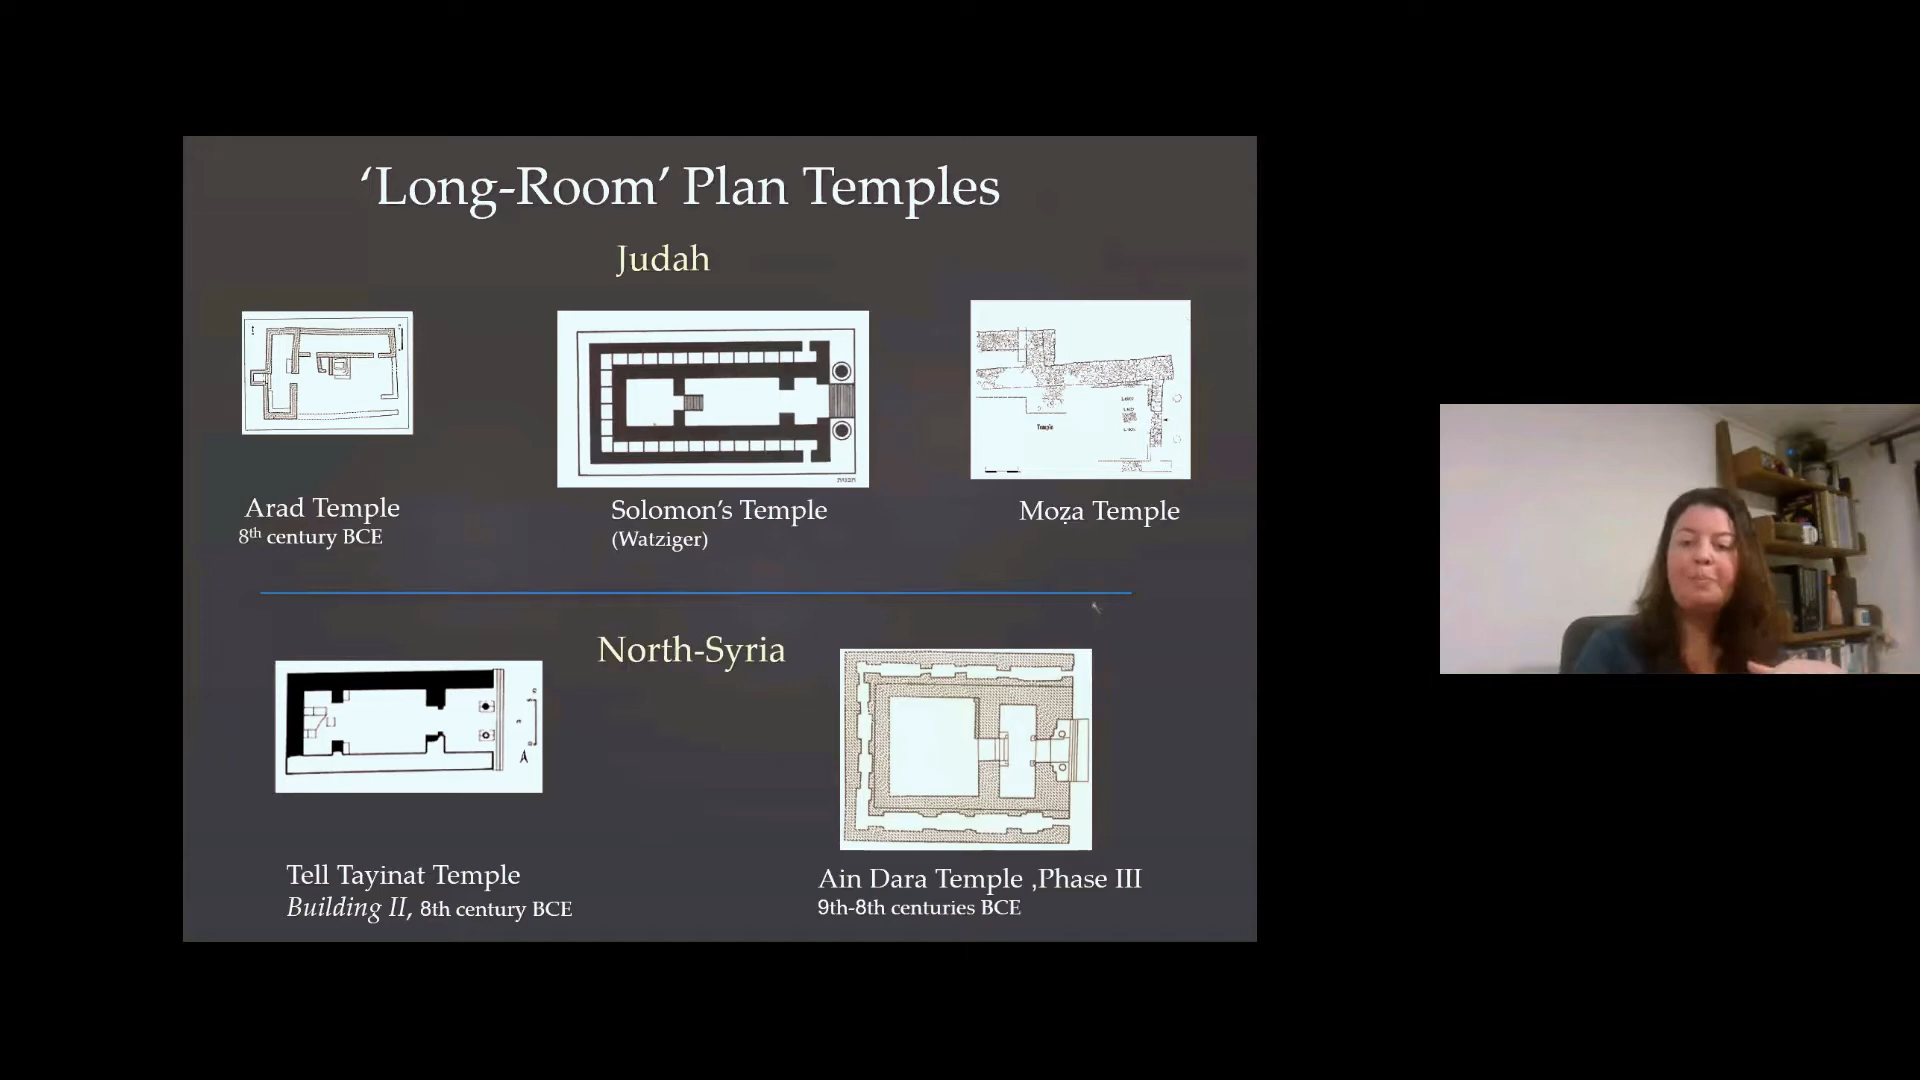 ‘Long-Room’ Plan Temples
Judah
Temple
Arad Temple
8th century BCE
Solomon’s Temple
(Watziger)
Moẓa Temple
North-Syria
Tell Tayinat Temple
Building II, 8th century BCE
Ain Dara Temple ,Phase III
9th-8th centuries BCE